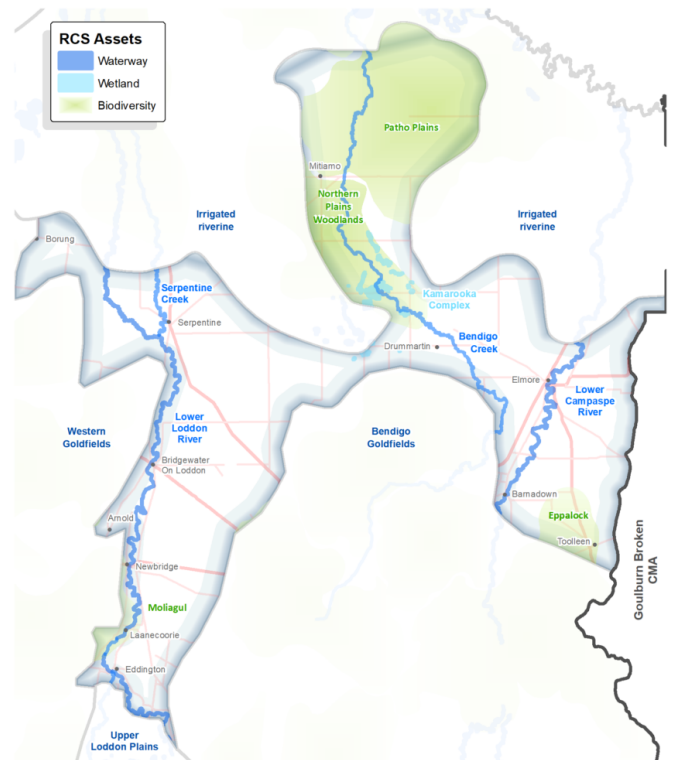 RCS Assets
Waterway
Wetland
Biodiversity
Patho Plains
Mitiamo
Northern
Plains
Woodlands
Irrigated
riverine
Irrigated
riverine
Borung
Serpentine
Creek
Serpentine
Kamarooka
Complex
Bendigo
Creek
Drummartin
Elmore
Lower
Campaspe
River
Lower
Loddon
River
Western
Goldfields
Bendigo
Goldfields
Bridgewater
On Loddon
Barnadown
Eppalock
Toolleen
Arnold
Goulburn Broken
CMA
Newbridge
Moliagul
Laanecoorie
Eddington
Upper
Loddon Plains